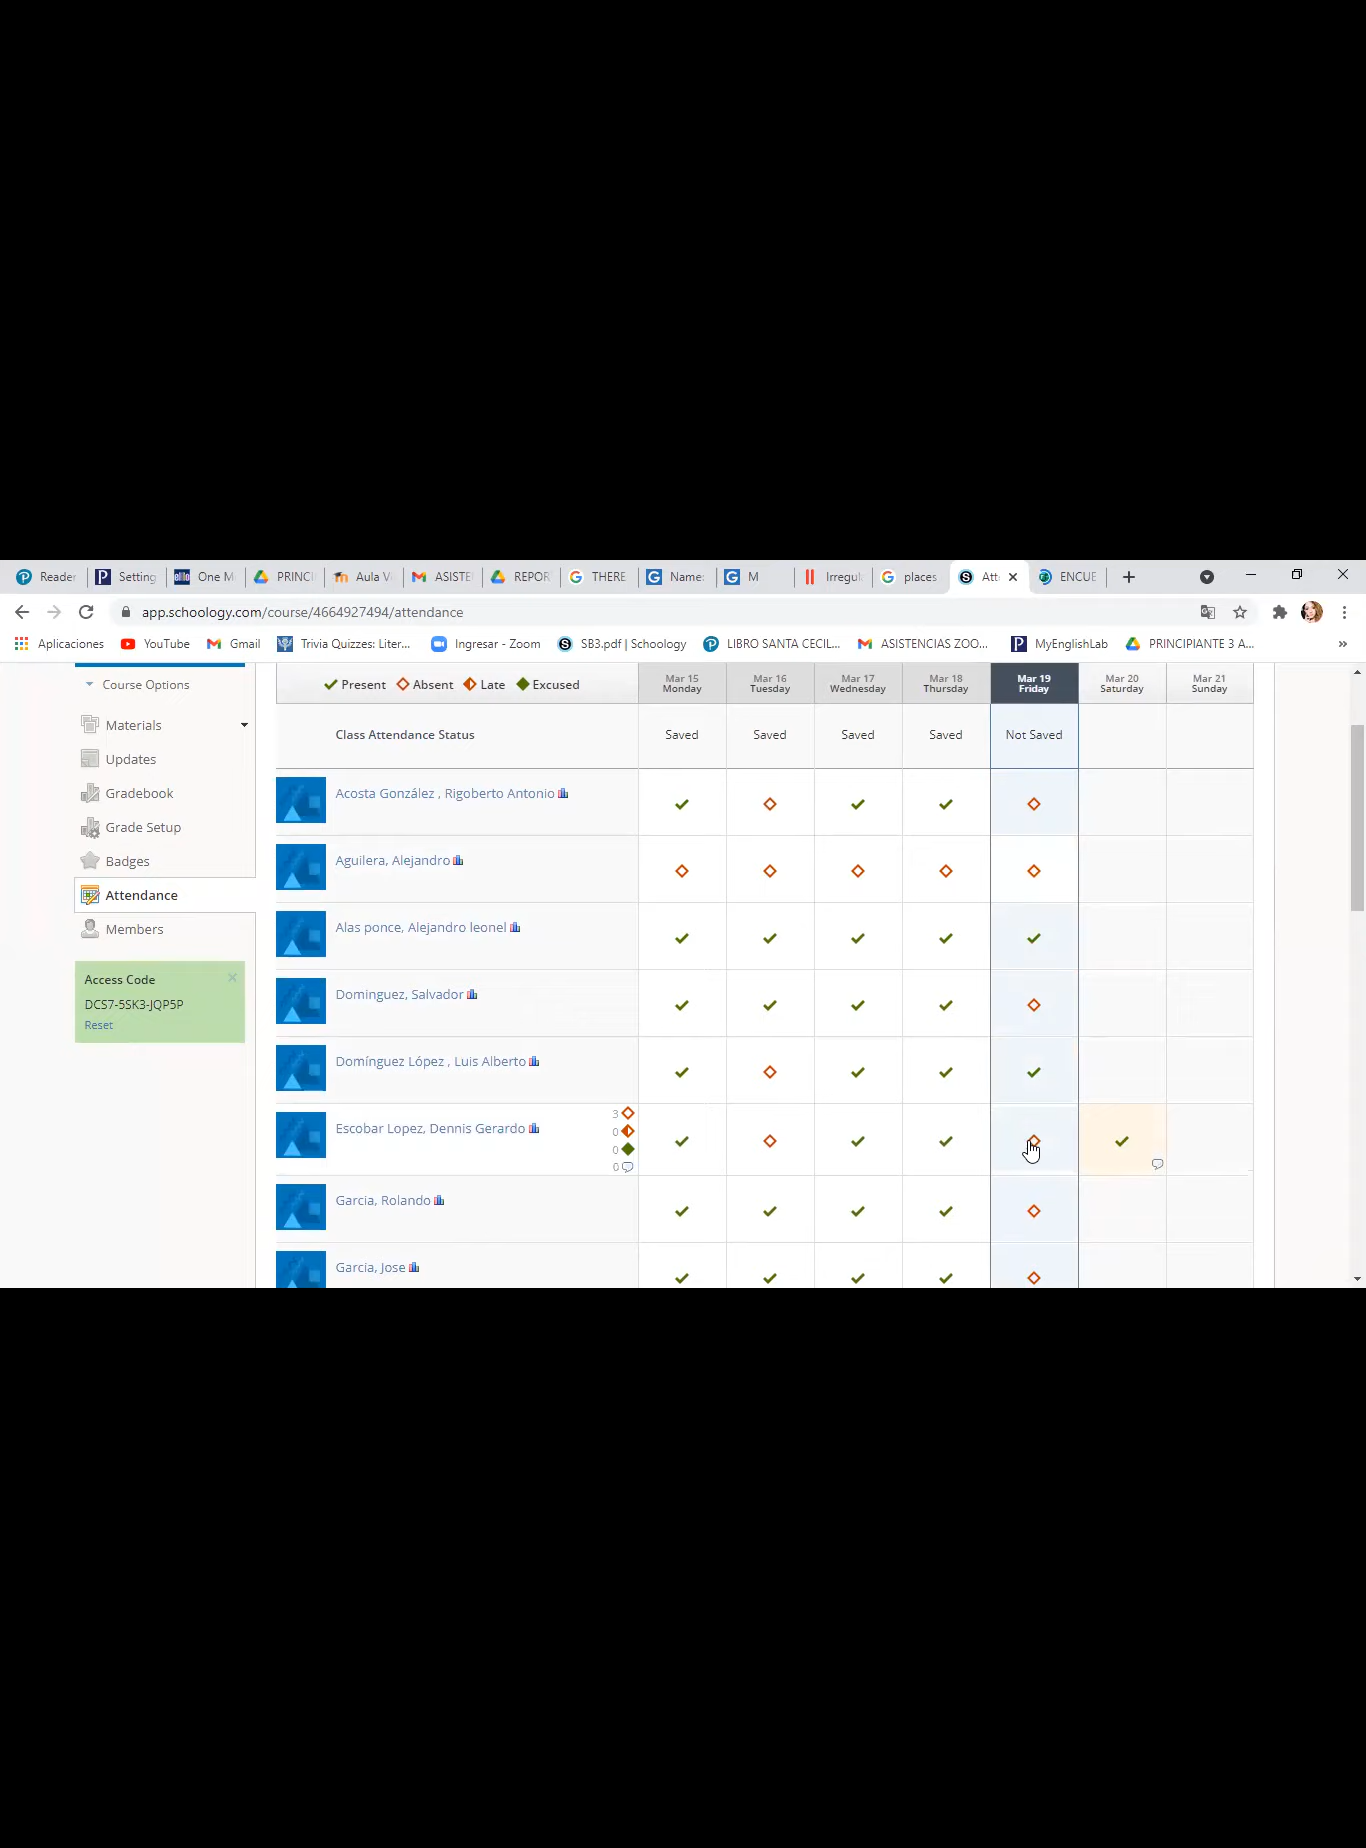 Reader Setting One M PRINCI Aula V ASISTE REPOR THERE Name: M Irregul places Att ENCUE
app.schoology.com/course/4664927494/attendance
Aplicaciones YouTube Gmail Trivia Quizzes: Liter... Ingresar - Zoom SB3.pdf | Schoology LIBRO SANTA CECIL... ASISTENCIAS ZOO... MyEnglishLab PRINCIPIANTE 3 A... »
Course Options
Materials
Updates
Gradebook
Grade Setup
Badges
Attendance
Members
Access Code
DCS7-5SK3-JQP5P
Reset
Present Absent Late Excused
Mar 15 Monday
Mar 16 Tuesday
Mar 17 Wednesday
Mar 18 Thursday
Mar 19 Friday
Mar 20 Saturday
Mar 21 Sunday
Class Attendance Status Saved Saved Saved Saved Not Saved
Acosta González , Rigoberto Antonio
Aguilera, Alejandro
Alas ponce, Alejandro leonel
Dominguez, Salvador
Domínguez López , Luis Alberto
Escobar Lopez, Dennis Gerardo
3
0
0
0
Garcia, Rolando
Garcia, Jose